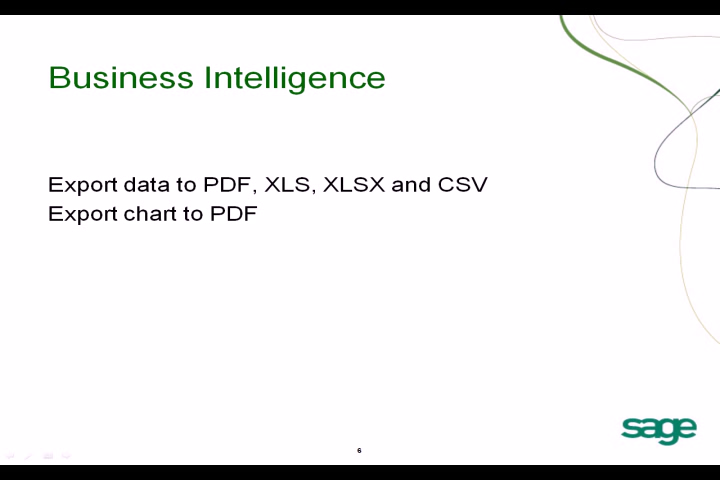 Business Intelligence
Export data to PDF, XLS, XLSX and CSV
Export chart to PDF
sage
6